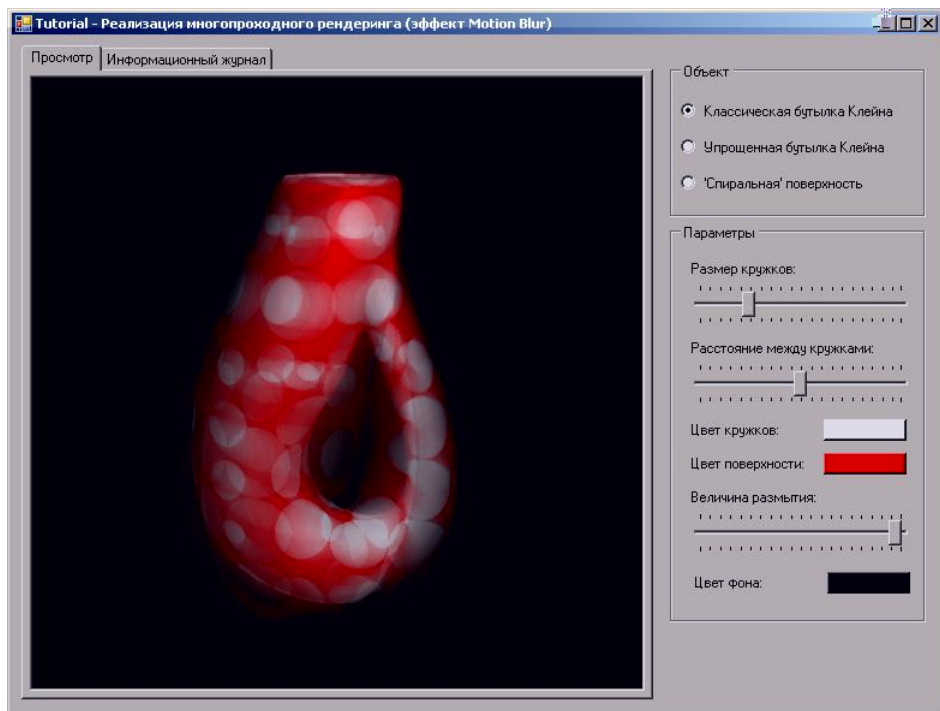 Tutorial - Реализация многопроходного рендеринга (эффект Motion Blur)
Просмотр
Информационный журнал
Объект
Классическая бутылка Клейна
Упрощенная бутылка Клейна
'Спиральная' поверхность
Параметры
Размер кружков:
Расстояние между кружками:
Цвет кружков:
Цвет поверхности:
Величина размытия:
Цвет фона: